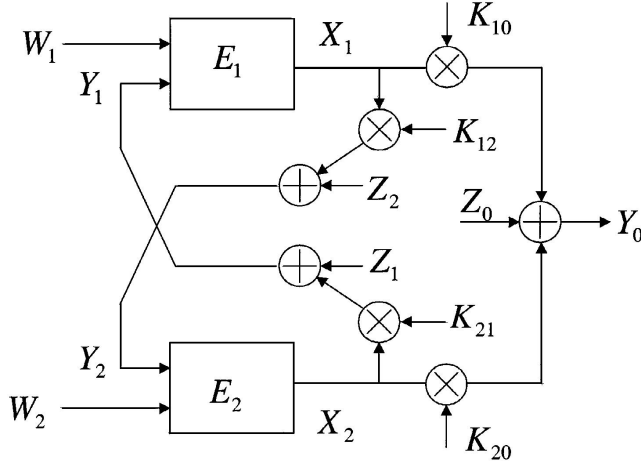 K₁₀
W₁
E₁
X₁
Y₁
K₁₂
Z₂
Z₀
Y₀
Z₁
K₂₁
Y₂
E₂
W₂
X₂
K₂₀